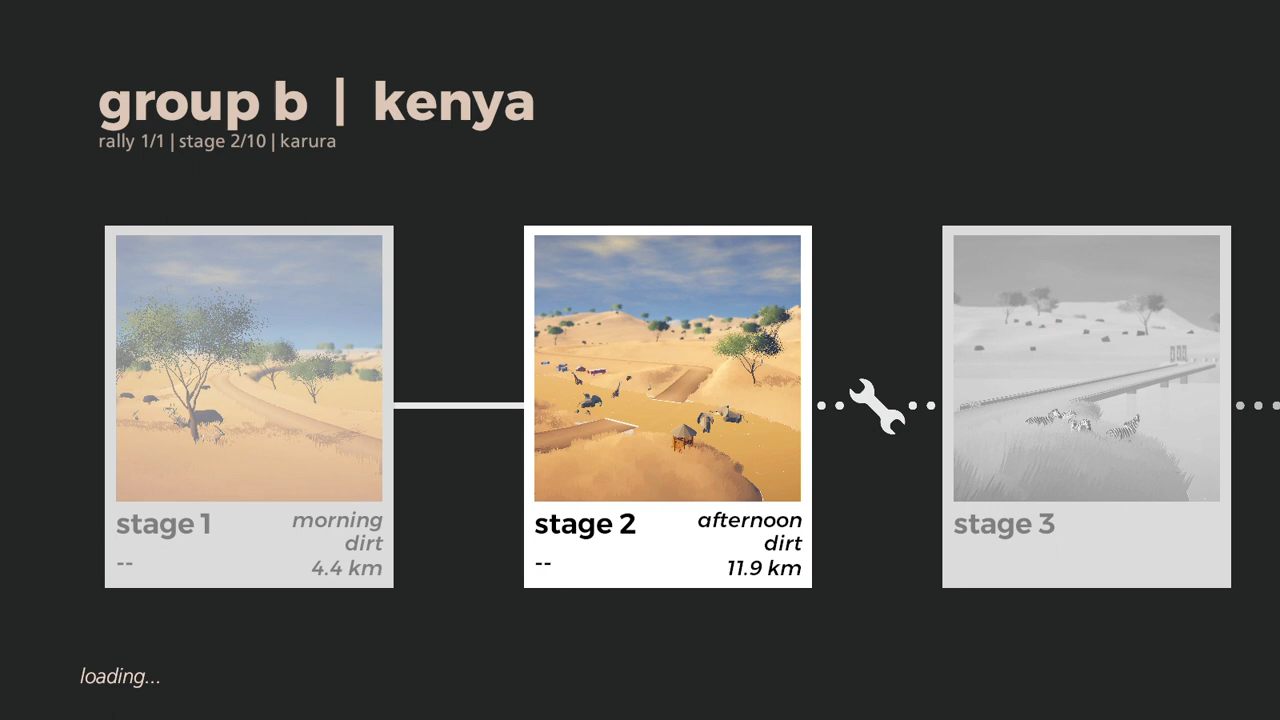 group b | kenya
rally 1/1 | stage 2/10 | karura
stage 1
morning
dirt
--
4.4 km
stage 2
afternoon
dirt
--
11.9 km
stage 3
loading...